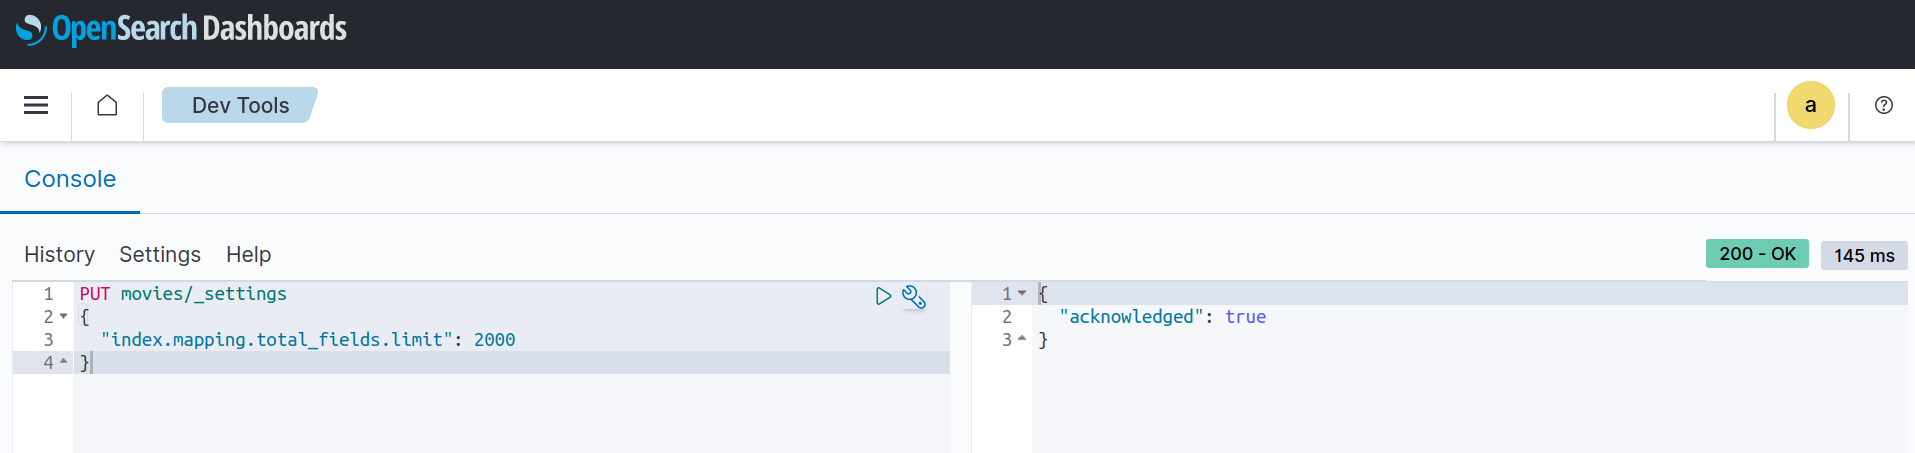 OpenSearch Dashboards
Dev Tools
a
Console
History Settings Help
200 - OK 145 ms
1 PUT movies/_settings
2 {
3 "index.mapping.total_fields.limit": 2000
4 }
1 {
2 "acknowledged": true
3 }